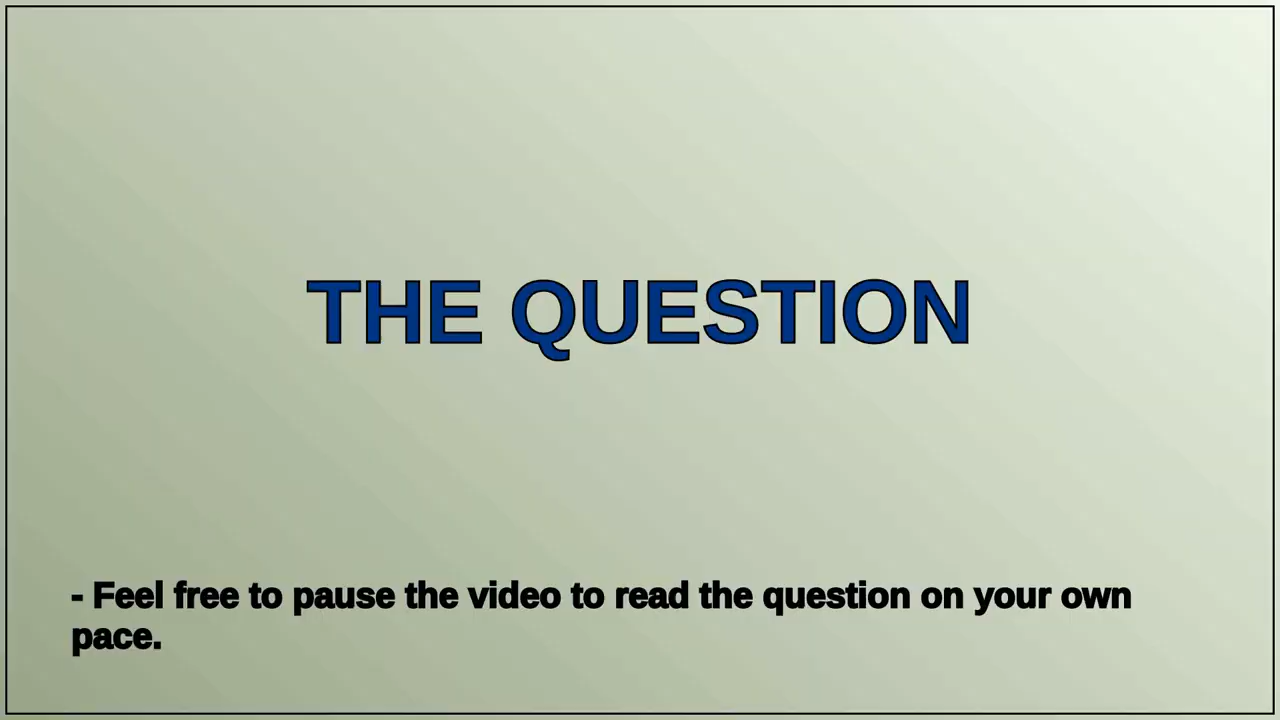 THE QUESTION
- Feel free to pause the video to read the question on your own
pace.